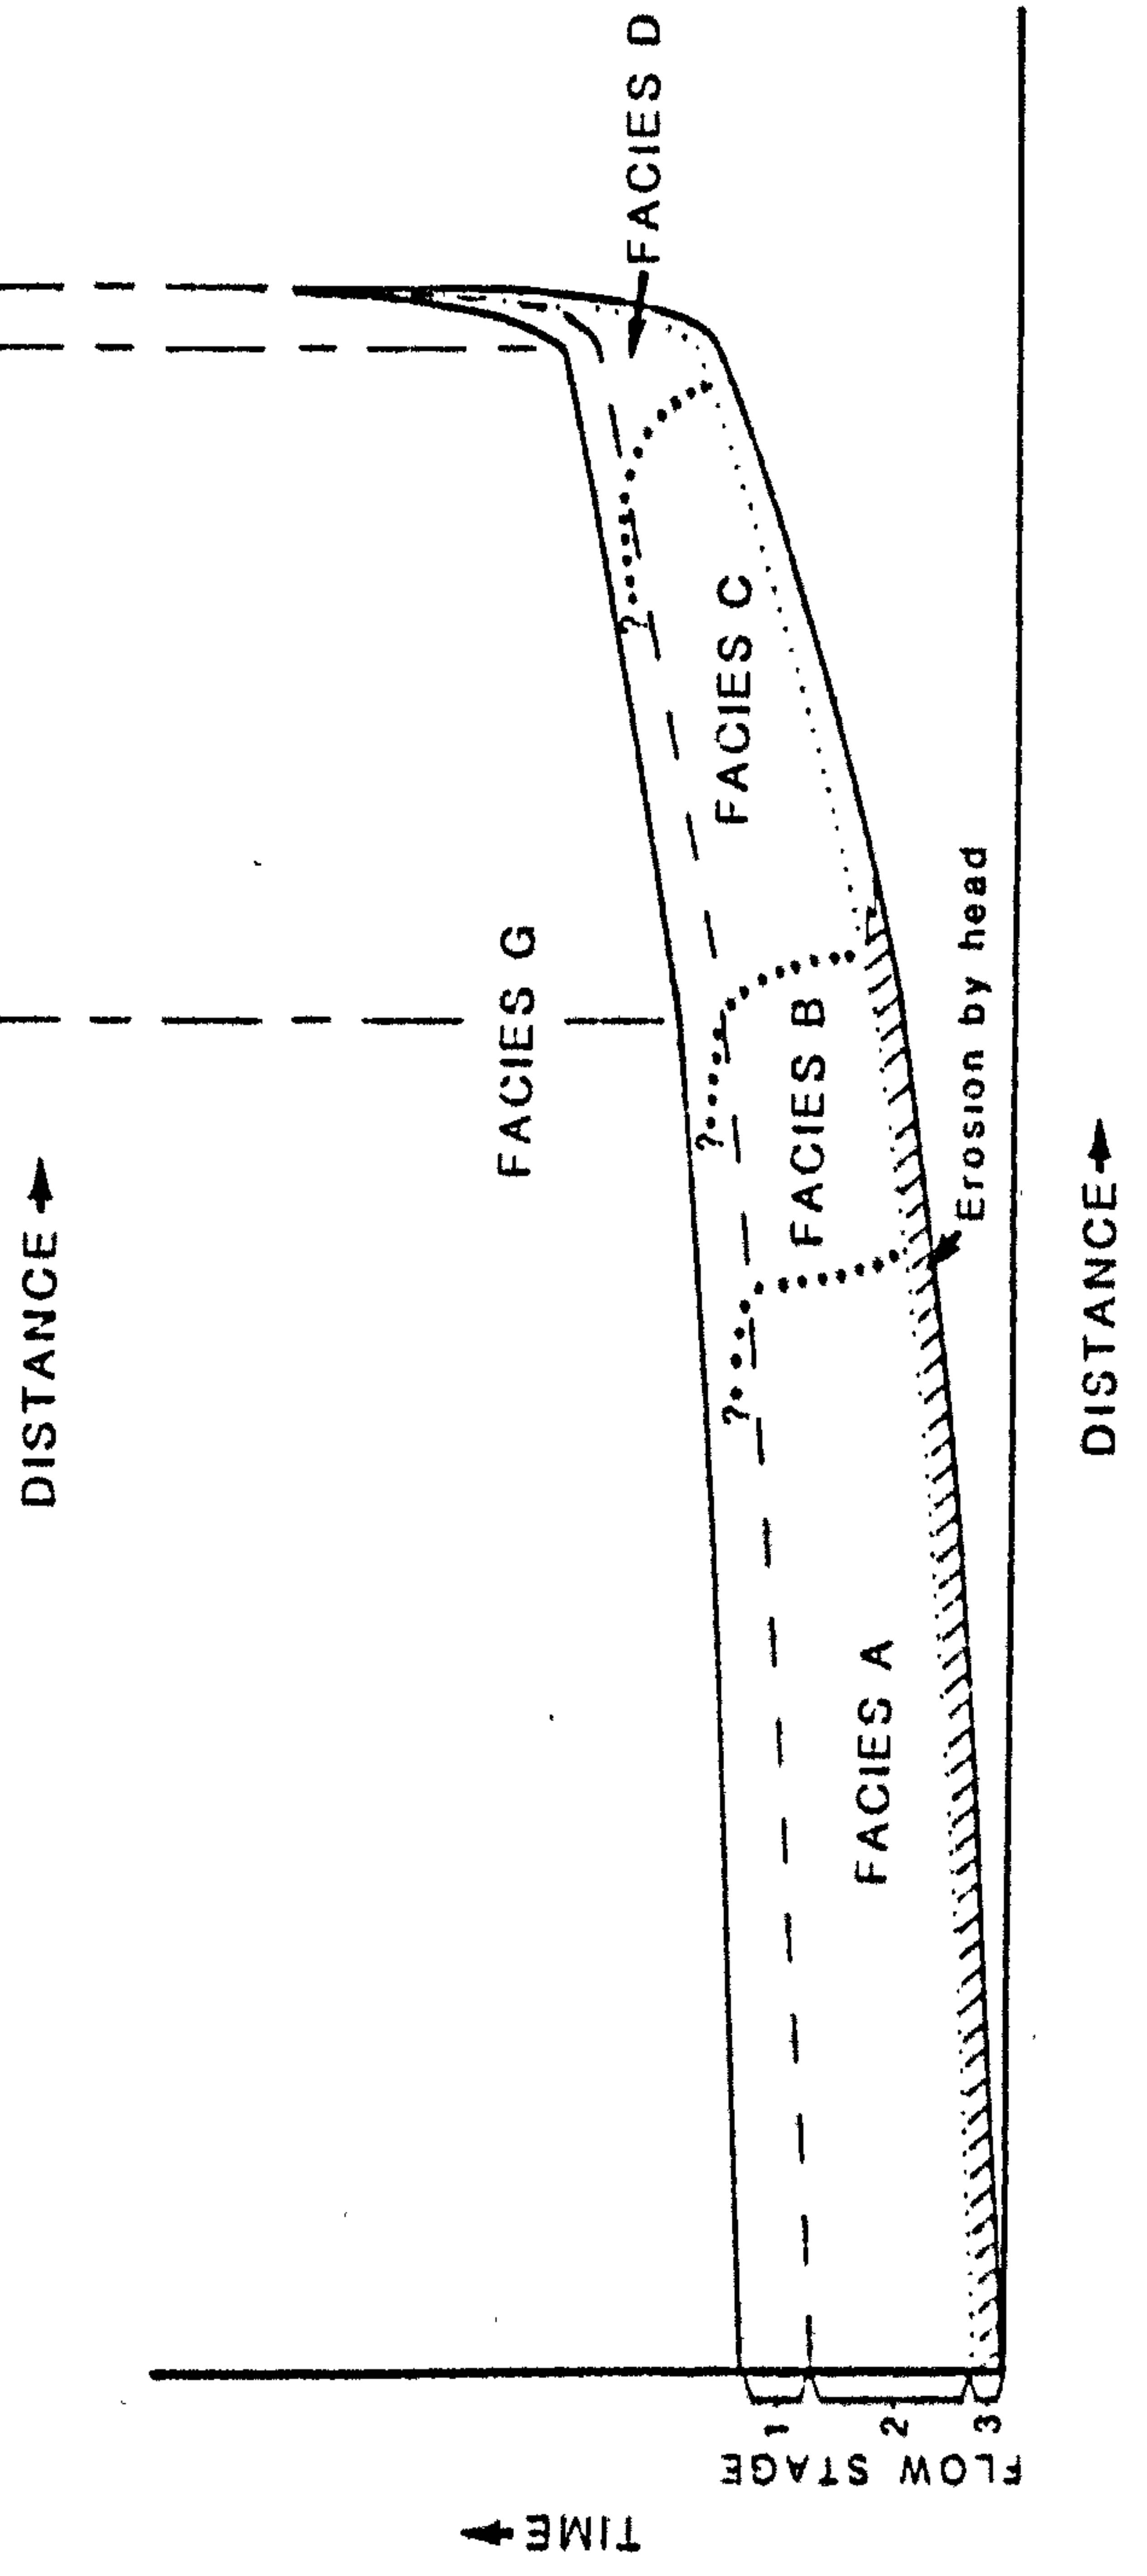 DISTANCE
FACIES G
FACIES D
?
?
?
FACIES C
FACIES B
FACIES A
Erosion by head
DISTANCE
TIME
FLOW STAGE
1
2
3